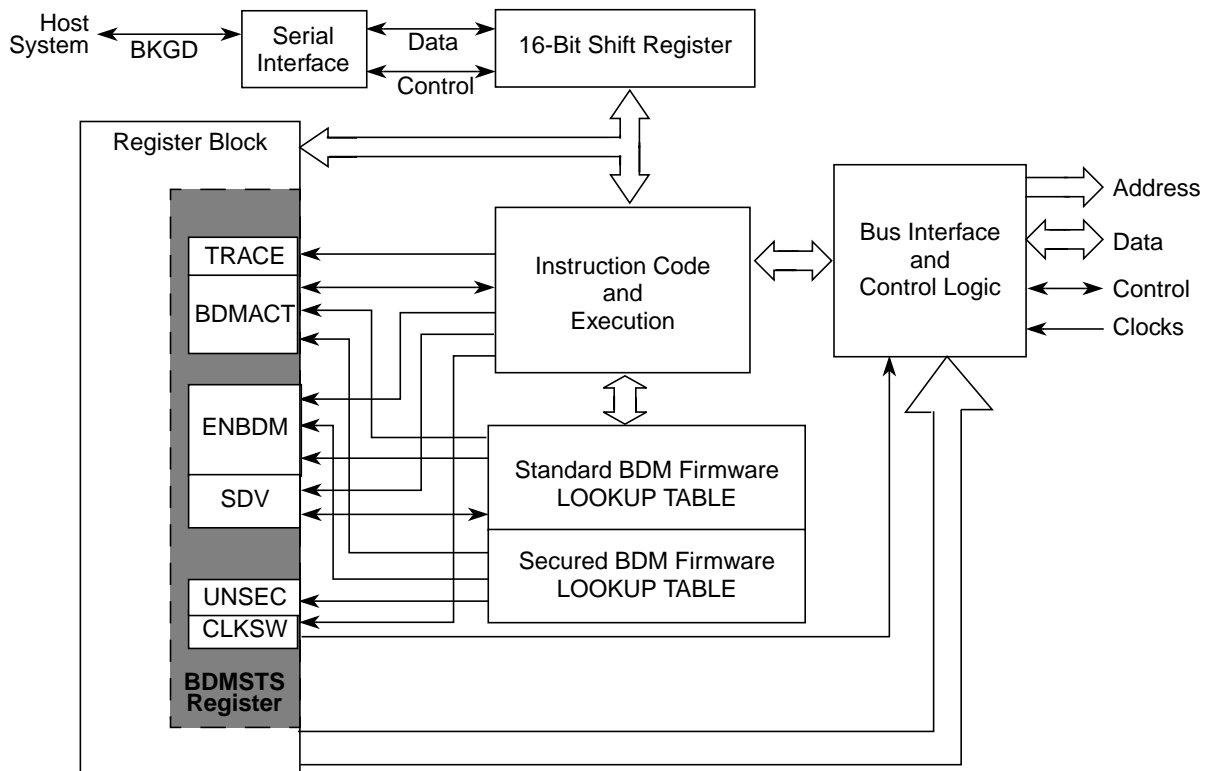 Host
System
BKGD
Serial
Interface
Data
Control
16-Bit Shift Register
Register Block
TRACE
BDMACT
ENBDM
SDV
UNSEC
CLKSW
BDMSTS
Register
Instruction Code
and
Execution
Standard BDM Firmware
LOOKUP TABLE
Secured BDM Firmware
LOOKUP TABLE
Bus Interface
and
Control Logic
Address
Data
Control
Clocks